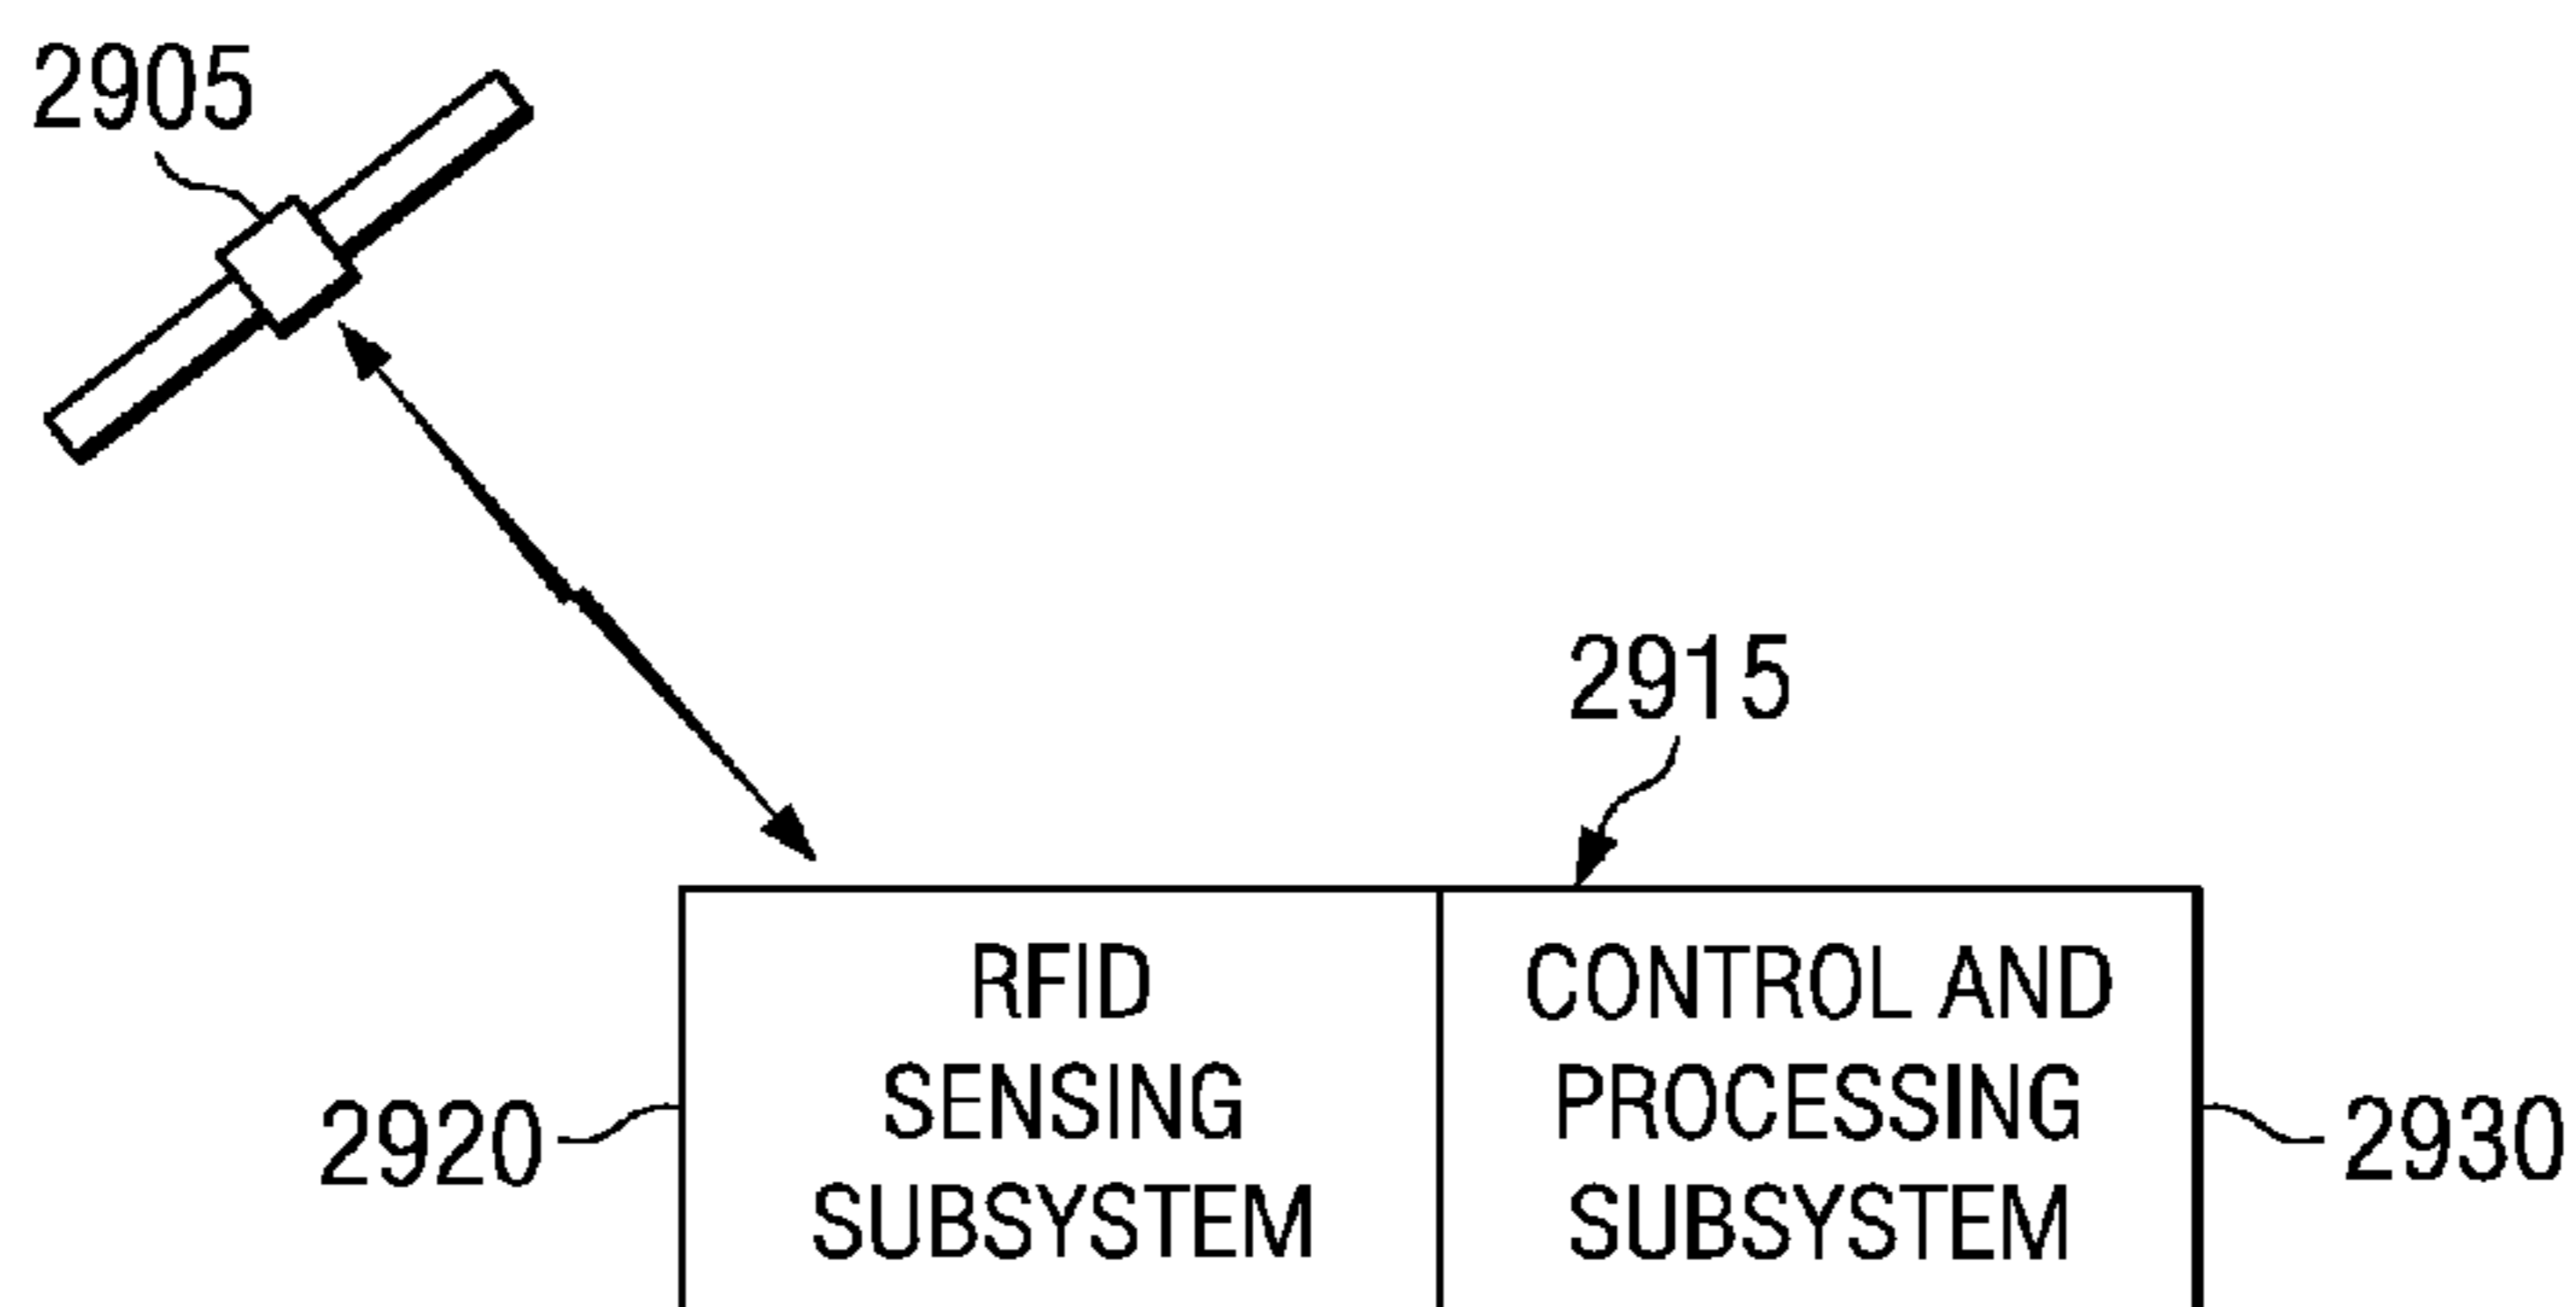 2905
2915
RFID
SENSING
SUBSYSTEM
CONTROL AND
PROCESSING
SUBSYSTEM
2920
2930